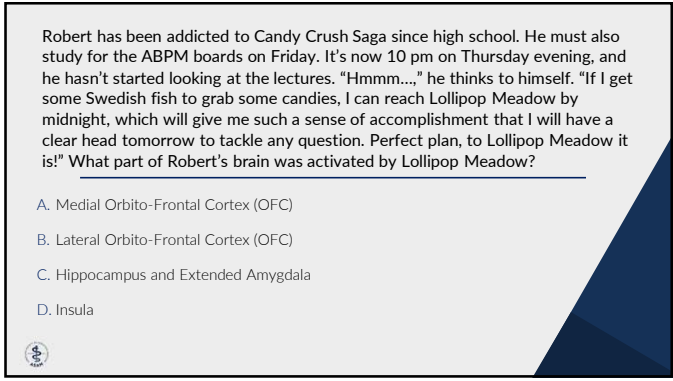 Robert has been addicted to Candy Crush Saga since high school. He must also
study for the ABPM boards on Friday. It’s now 10 pm on Thursday evening, and
he hasn’t started looking at the lectures. “Hmmm…,” he thinks to himself. “If I get
some Swedish fish to grab some candies, I can reach Lollipop Meadow by
midnight, which will give me such a sense of accomplishment that I will have a
clear head tomorrow to tackle any question. Perfect plan, to Lollipop Meadow it
is!” What part of Robert’s brain was activated by Lollipop Meadow?
A. Medial Orbito-Frontal Cortex (OFC)
B. Lateral Orbito-Frontal Cortex (OFC)
C. Hippocampus and Extended Amygdala
D. Insula